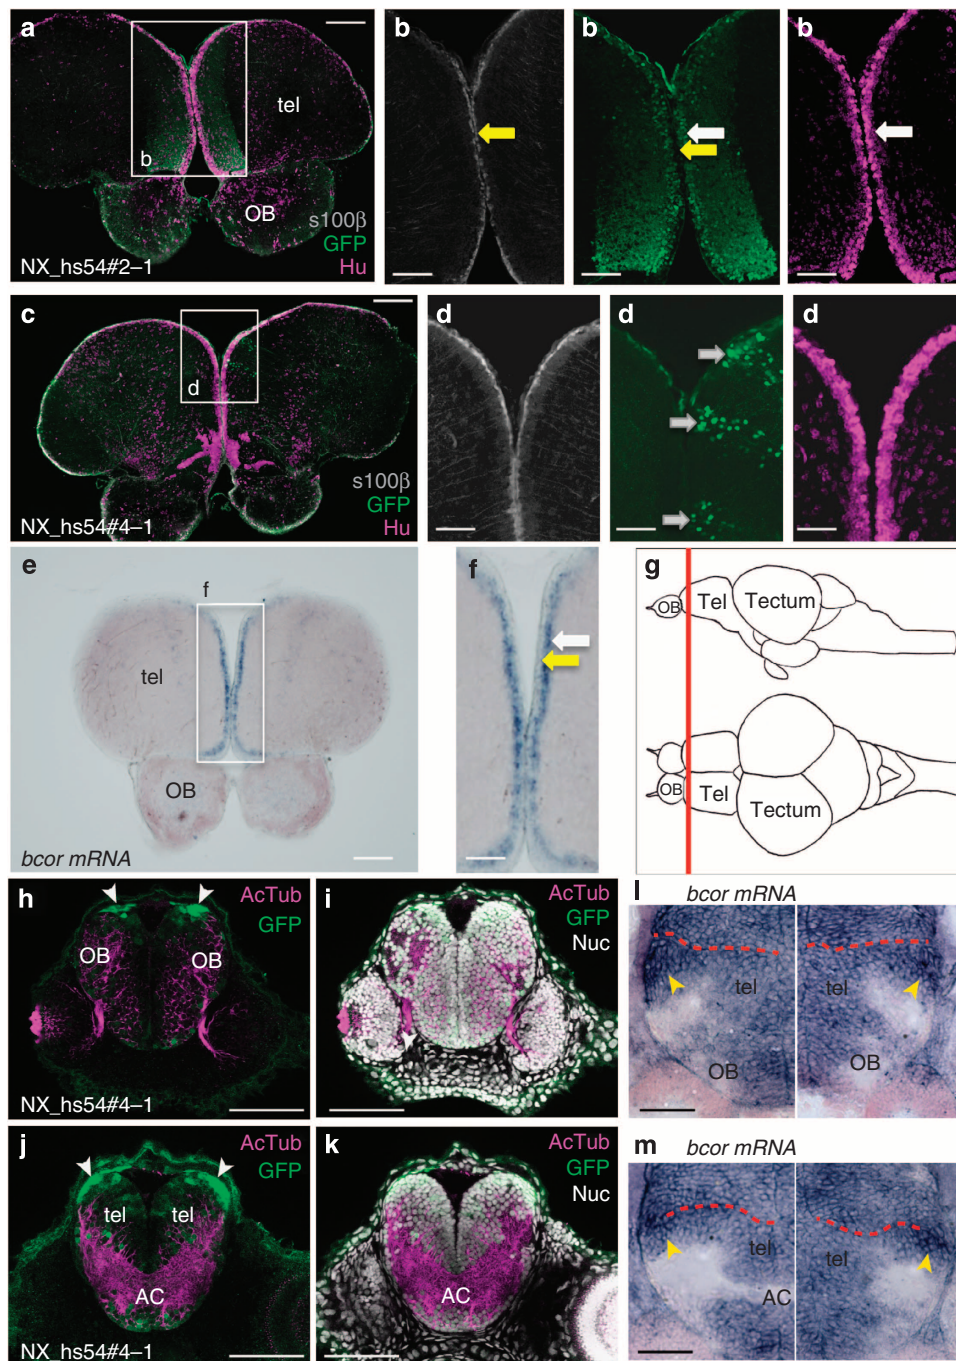 a
tel
b
OB
s100β
GFP
Hu
NX_hs54#2–1
b
b
b
c
d
s100β
GFP
Hu
NX_hs54#4–1
d
d
d
e
f
tel
OB
bcor mRNA
f
g
OB
Tel
Tectum
OB
Tel
Tectum
h
AcTub
GFP
OB
OB
NX_hs54#4–1
i
AcTub
GFP
Nuc
l
bcor mRNA
tel
tel
OB
OB
j
AcTub
GFP
tel
tel
AC
NX_hs54#4–1
k
AcTub
GFP
Nuc
AC
m
bcor mRNA
tel
tel
AC